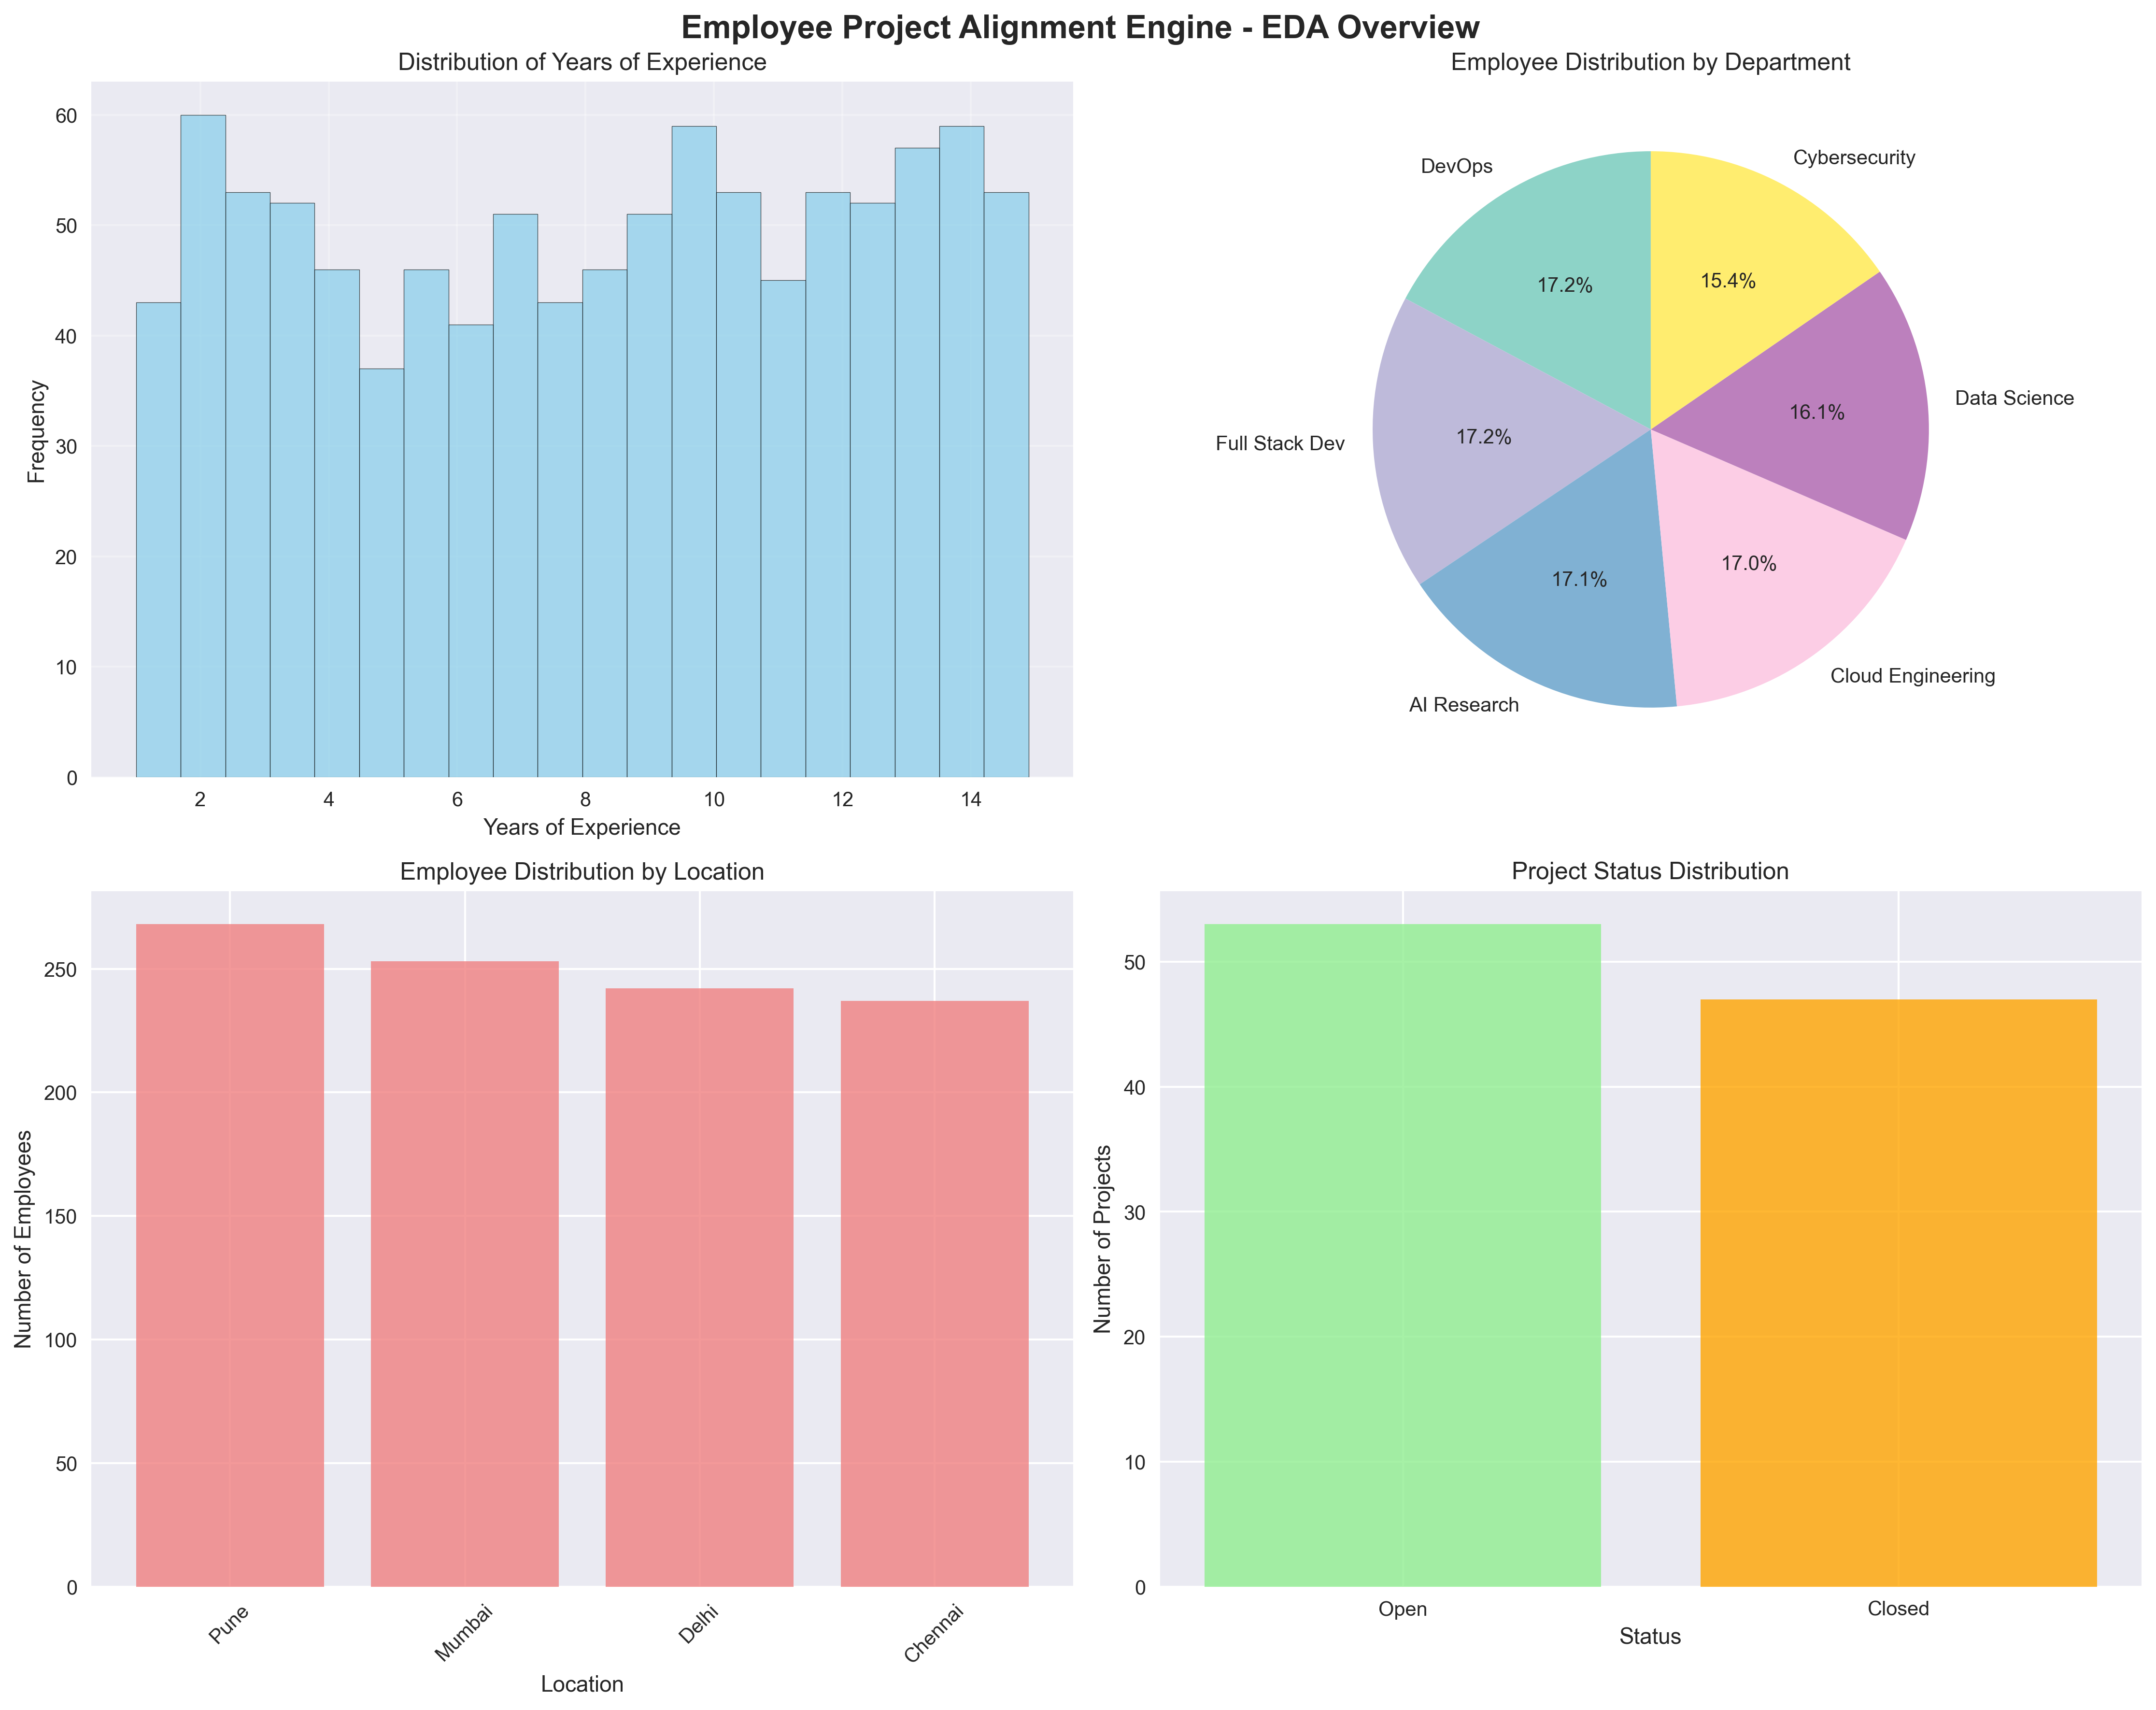 Employee Project Alignment Engine - EDA Overview
Distribution of Years of Experience
Frequency
60
50
40
30
20
10
0
2 4 6 8 10 12 14
Years of Experience
Employee Distribution by Department
DevOps
Cybersecurity
17.2%
15.4%
Full Stack Dev
17.2%
16.1%
Data Science
17.1%
17.0%
AI Research
Cloud Engineering
Employee Distribution by Location
Number of Employees
250
200
150
100
50
0
Pune Mumbai Delhi Chennai
Location
Project Status Distribution
Number of Projects
50
40
30
20
10
0
Open Closed
Status